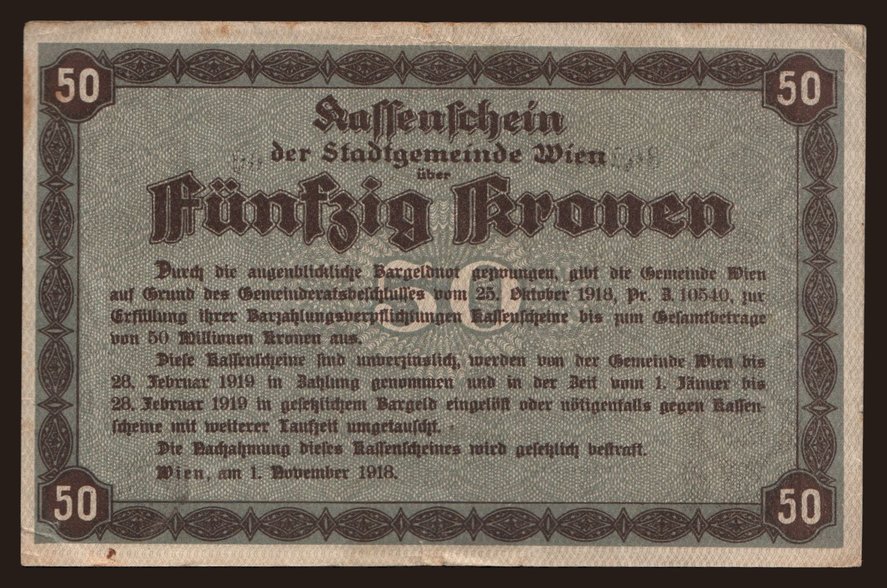 50 50
Kassenschein
der Stadtgemeinde Wien
über
Fünfzig Kronen
50
Durch die augenblickliche Bargeldnot gezwungen, gibt die Gemeinde Wien
auf Grund des Gemeinderatsbeschlusses vom 25. Oktober 1918, Pr. Z. 10540, zur
Erfüllung ihrer Barzahlungsverpflichtungen Kassenscheine bis zum Gesamtbetrage
von 50 Millionen Kronen aus.
Diese Kassenscheine sind unverzinslich, werden von der Gemeinde Wien bis
28. Februar 1919 in Zahlung genommen und in der Zeit vom 1. Jänner bis
28. Februar 1919 in gesetzlichem Bargeld eingelöst oder nötigenfalls gegen Kassen-
scheine mit weiterer Laufzeit umgetauscht.
Die Nachahmung dieses Kassenscheines wird gesetzlich bestraft.
Wien, am 1. November 1918.
50 50